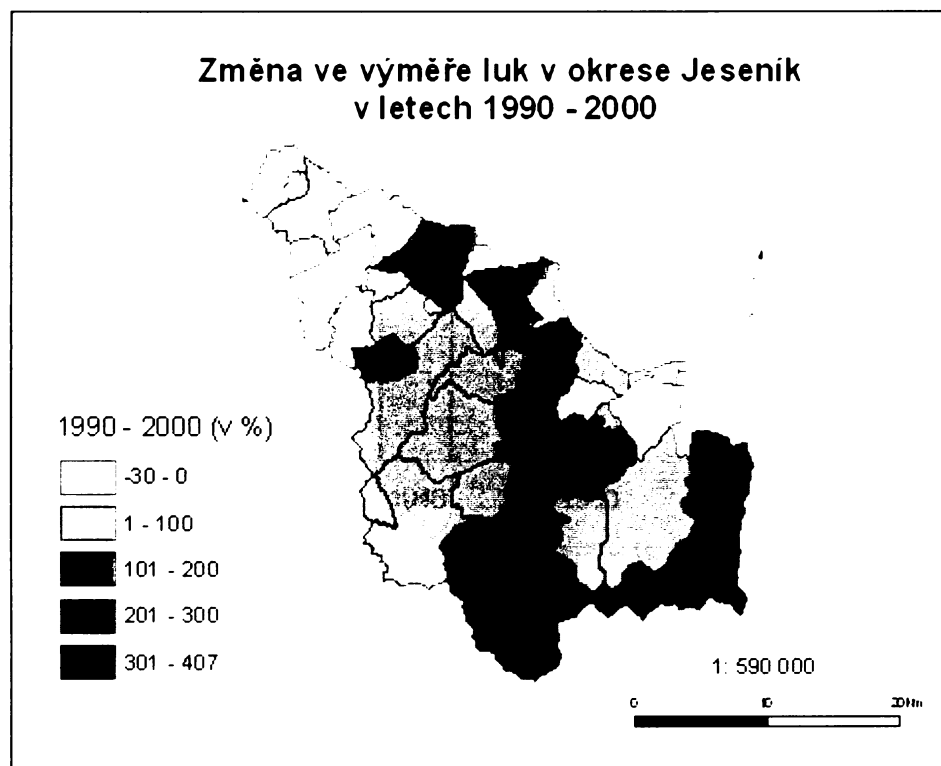 Změna ve výměře luk v okrese Jeseník
v letech 1990 - 2000
1990 - 2000 (v %)
-30 - 0
1 - 100
101 - 200
201 - 300
301 - 407
1: 590 000
0 10 20 km